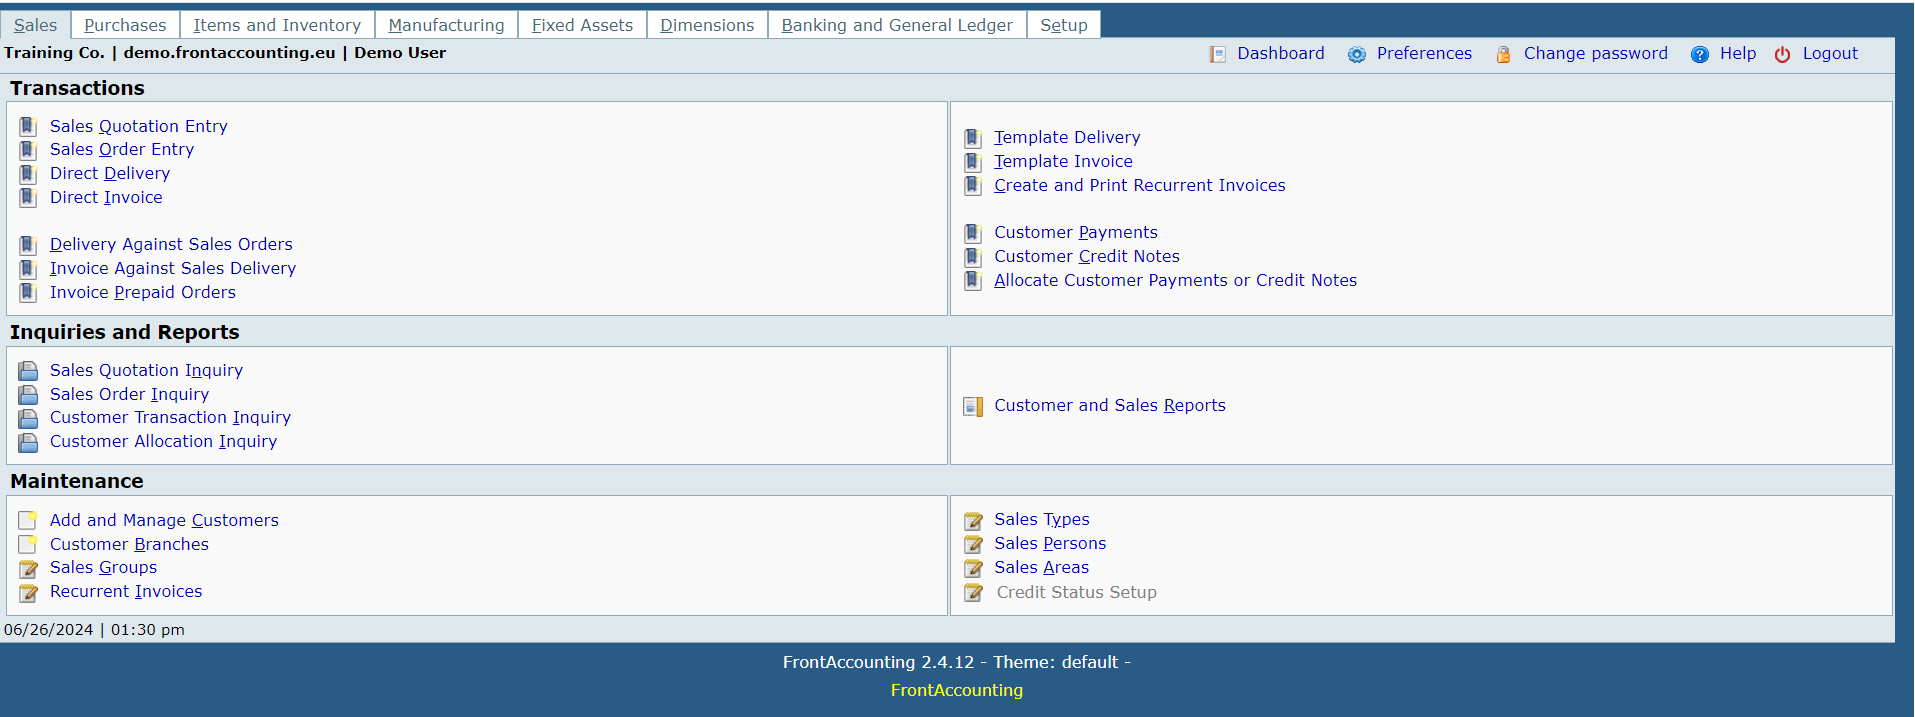 Sales Purchases Items and Inventory Manufacturing Fixed Assets Dimensions Banking and General Ledger Setup
Training Co. | demo.frontaccounting.eu | Demo User Dashboard Preferences Change password Help Logout
Transactions
Sales Quotation Entry
Sales Order Entry
Direct Delivery
Direct Invoice
Delivery Against Sales Orders
Invoice Against Sales Delivery
Invoice Prepaid Orders
Template Delivery
Template Invoice
Create and Print Recurrent Invoices
Customer Payments
Customer Credit Notes
Allocate Customer Payments or Credit Notes
Inquiries and Reports
Sales Quotation Inquiry
Sales Order Inquiry
Customer Transaction Inquiry
Customer Allocation Inquiry
Customer and Sales Reports
Maintenance
Add and Manage Customers
Customer Branches
Sales Groups
Recurrent Invoices
Sales Types
Sales Persons
Sales Areas
Credit Status Setup
06/26/2024 | 01:30 pm
FrontAccounting 2.4.12 - Theme: default -
FrontAccounting